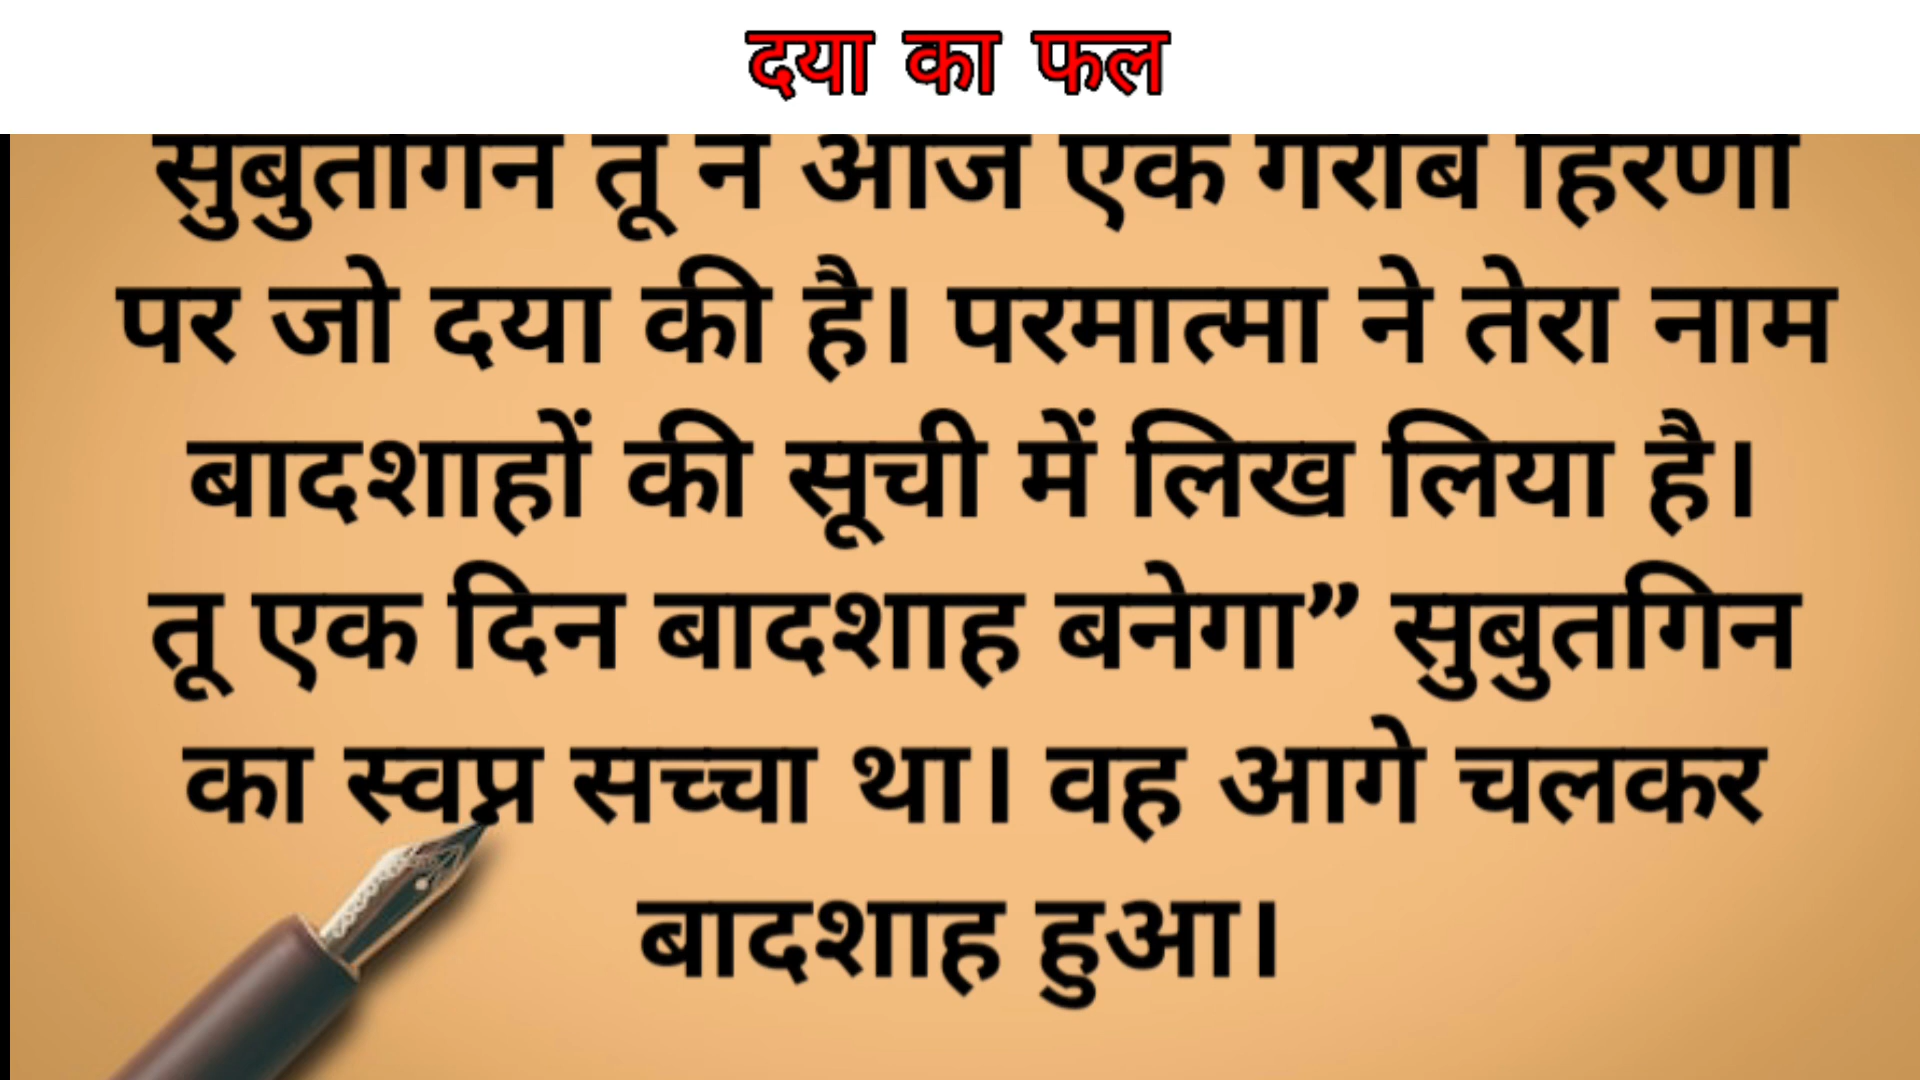 दया का फल
सुबुतगिन तू ने आज एक गरीब हिरणी
पर जो दया की है। परमात्मा ने तेरा नाम
बादशाहों की सूची में लिख लिया है।
तू एक दिन बादशाह बनेगा” सुबुतगिन
का स्वप्न सच्चा था। वह आगे चलकर
बादशाह हुआ।